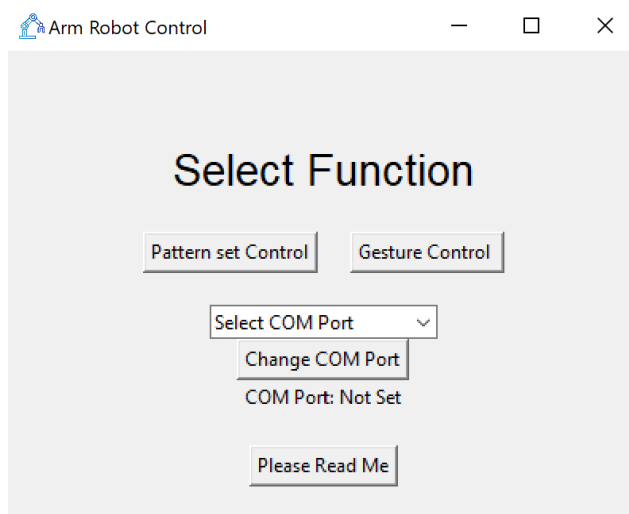 Arm Robot Control
Select Function
Pattern set Control Gesture Control
Select COM Port
Change COM Port
COM Port: Not Set
Please Read Me